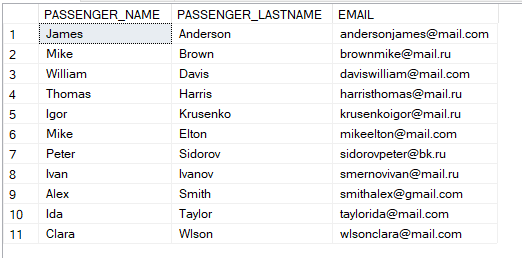 PASSENGER_NAME PASSENGER_LASTNAME EMAIL
1 James Anderson andersonjames@mail.com
2 Mike Brown brownmike@mail.ru
3 William Davis daviswilliam@mail.com
4 Thomas Harris harristhomas@mail.ru
5 Igor Krusenko krusenkoigor@mail.ru
6 Mike Elton mikeelton@mail.com
7 Peter Sidorov sidorovpeter@bk.ru
8 Ivan Ivanov smernovivan@mail.ru
9 Alex Smith smithalex@gmail.com
10 Ida Taylor taylorida@mail.com
11 Clara Wlson wlsonclara@mail.com